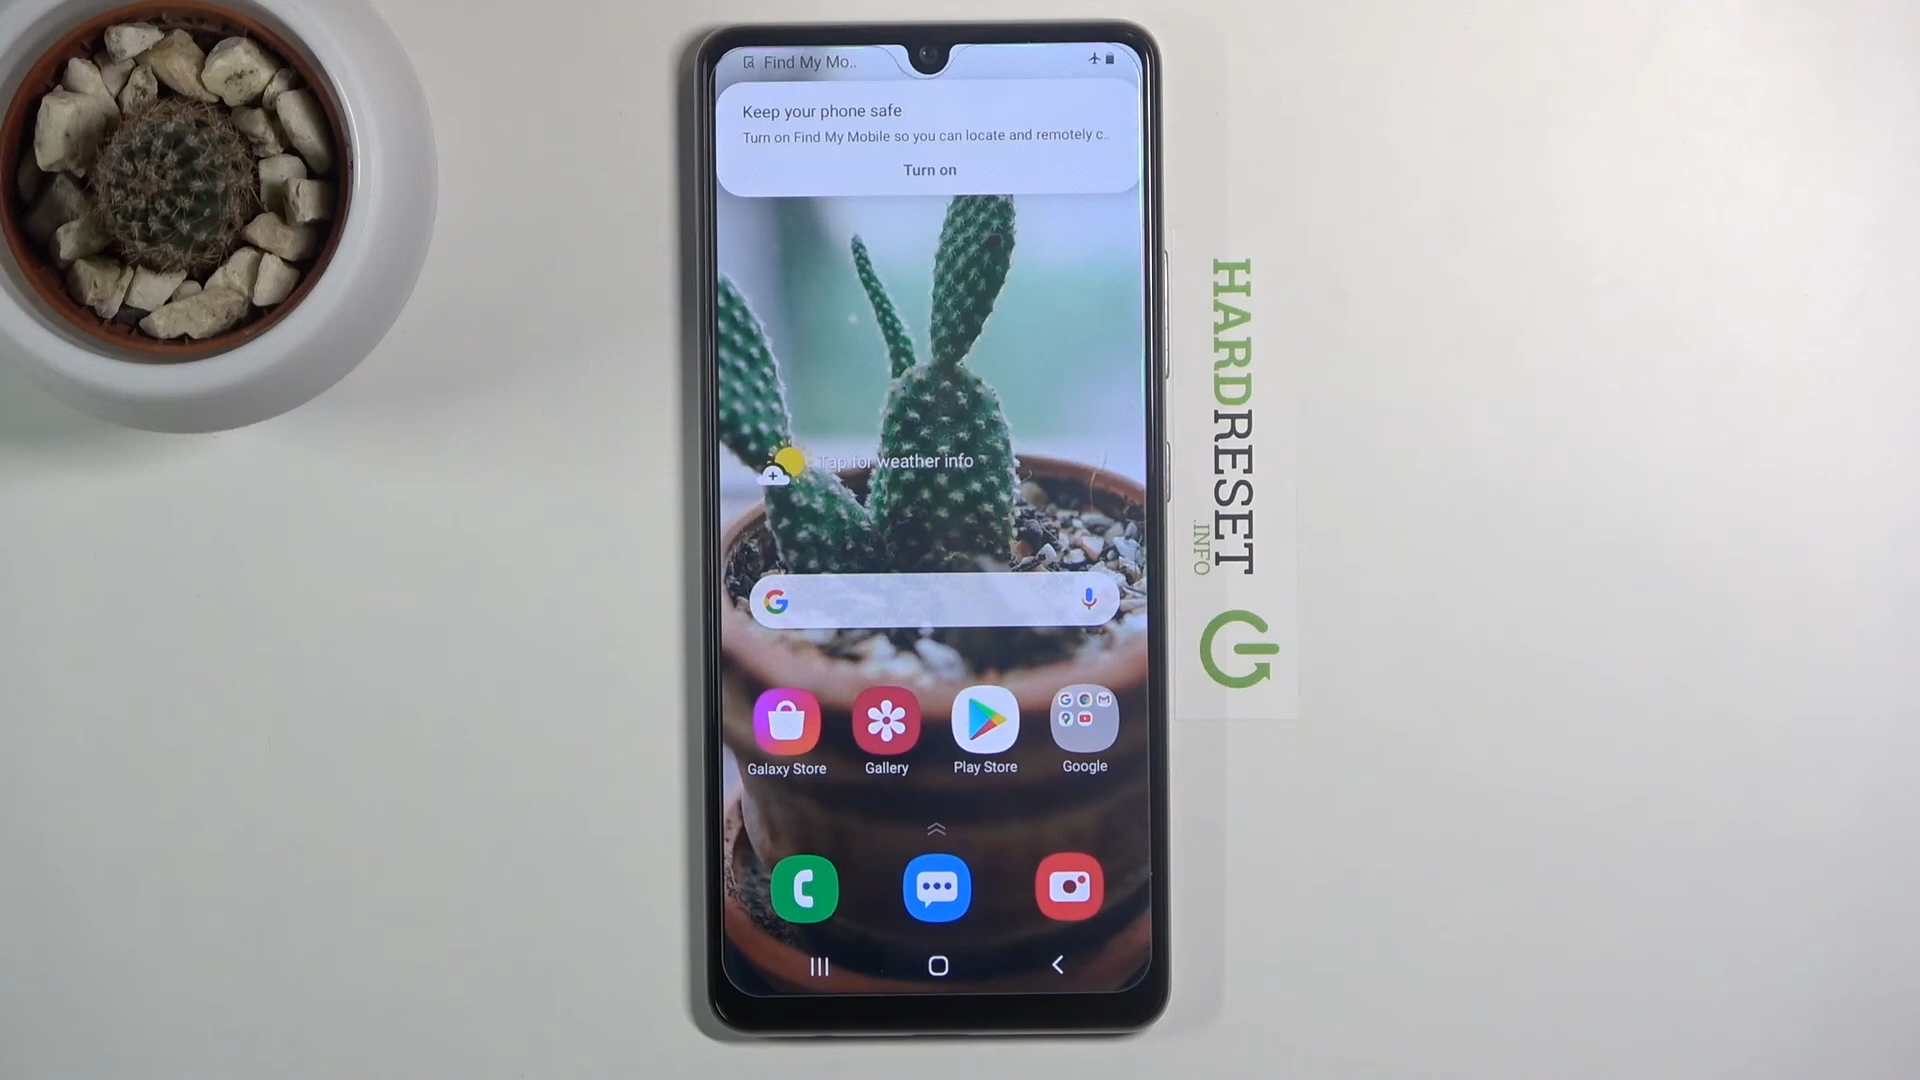 Find My Mo..
Keep your phone safe
Turn on Find My Mobile so you can locate and remotely c..
Turn on
Tap for weather info
G
Galaxy Store
Gallery
Play Store
Google
HARDRESET
.INFO